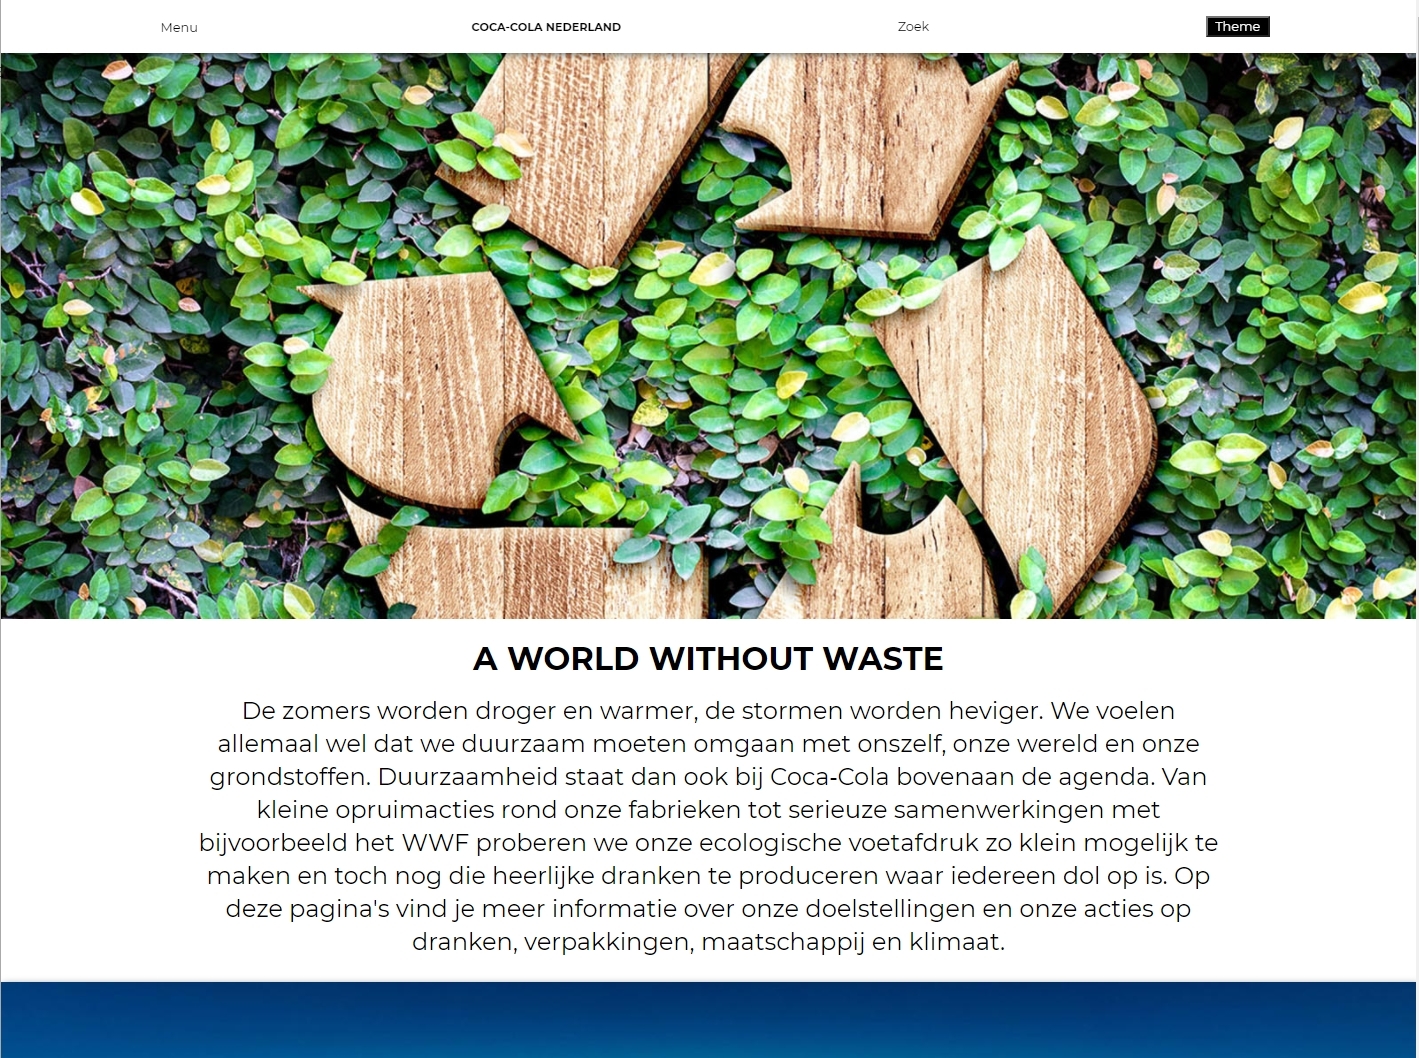 Menu
COCA-COLA NEDERLAND
Zoek
Theme
A WORLD WITHOUT WASTE
De zomers worden droger en warmer, de stormen worden heviger. We voelen
allemaal wel dat we duurzaam moeten omgaan met onszelf, onze wereld en onze
grondstoffen. Duurzaamheid staat dan ook bij Coca-Cola bovenaan de agenda. Van
kleine opruimacties rond onze fabrieken tot serieuze samenwerkingen met
bijvoorbeeld het WWF proberen we onze ecologische voetafdruk zo klein mogelijk te
maken en toch nog die heerlijke dranken te produceren waar iedereen dol op is. Op
deze pagina's vind je meer informatie over onze doelstellingen en onze acties op
dranken, verpakkingen, maatschappij en klimaat.